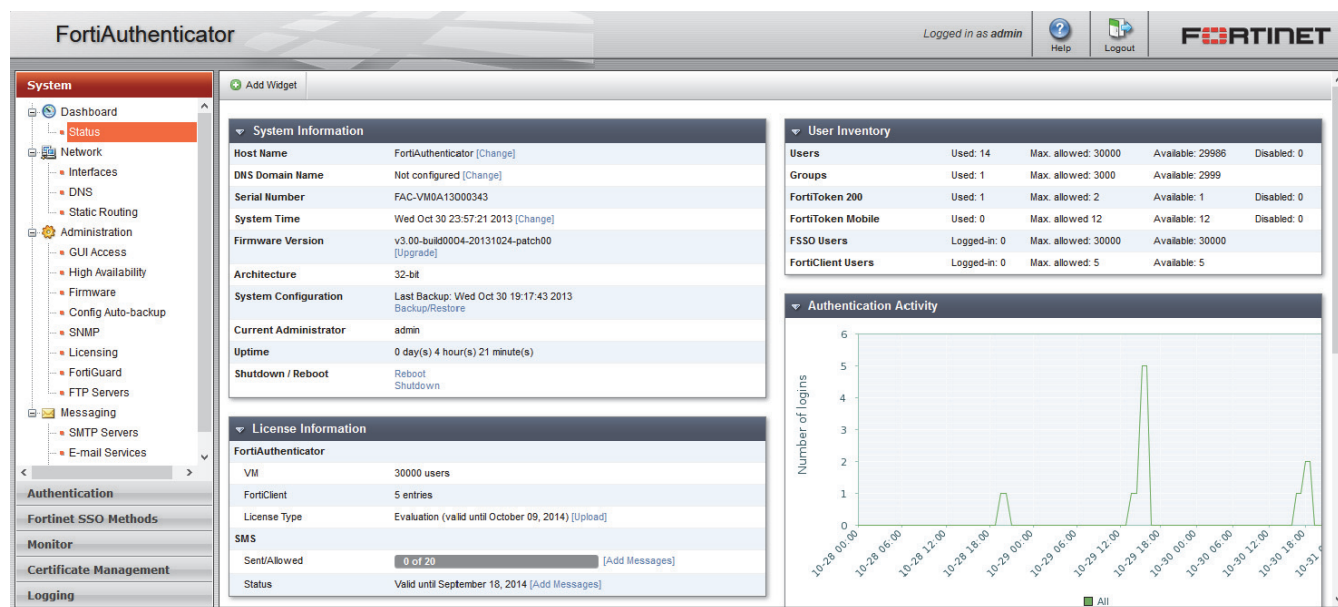 FortiAuthenticator
Logged in as admin
Help
Logout
FORTINET
System
Dashboard
Status
Network
Interfaces
DNS
Static Routing
Administration
GUI Access
High Availability
Firmware
Config Auto-backup
SNMP
Licensing
FortiGuard
FTP Servers
Messaging
SMTP Servers
E-mail Services
Authentication
Fortinet SSO Methods
Monitor
Certificate Management
Logging
Add Widget
System Information
Host Name FortiAuthenticator [Change]
DNS Domain Name Not configured [Change]
Serial Number FAC-VM0A13000343
System Time Wed Oct 30 23:57:21 2013 [Change]
Firmware Version v3.00-build0004-20131024-patch00
[Upgrade]
Architecture 32-bit
System Configuration Last Backup: Wed Oct 30 19:17:43 2013
Backup/Restore
Current Administrator admin
Uptime 0 day(s) 4 hour(s) 21 minute(s)
Shutdown / Reboot Reboot
Shutdown
License Information
FortiAuthenticator
VM 30000 users
FortiClient 5 entries
License Type Evaluation (valid until October 09, 2014) [Upload]
SMS
Sent/Allowed 0 of 20 [Add Messages]
Status Valid until September 18, 2014 [Add Messages]
User Inventory
Users Used: 14 Max. allowed: 30000 Available: 29986 Disabled: 0
Groups Used: 1 Max. allowed: 3000 Available: 2999
FortiToken 200 Used: 1 Max. allowed: 2 Available: 1 Disabled: 0
FortiToken Mobile Used: 0 Max. allowed 12 Available: 12 Disabled: 0
FSSO Users Logged-in: 0 Max. allowed: 30000 Available: 30000
FortiClient Users Logged-in: 0 Max. allowed: 5 Available: 5
Authentication Activity
Number of logins
6
5
4
3
2
1
0
10-28 00:00
10-28 06:00
10-28 12:00
10-28 18:00
10-29 00:00
10-29 06:00
10-29 12:00
10-29 18:00
10-30 00:00
10-30 06:00
10-30 12:00
10-30 18:00
10-31
All